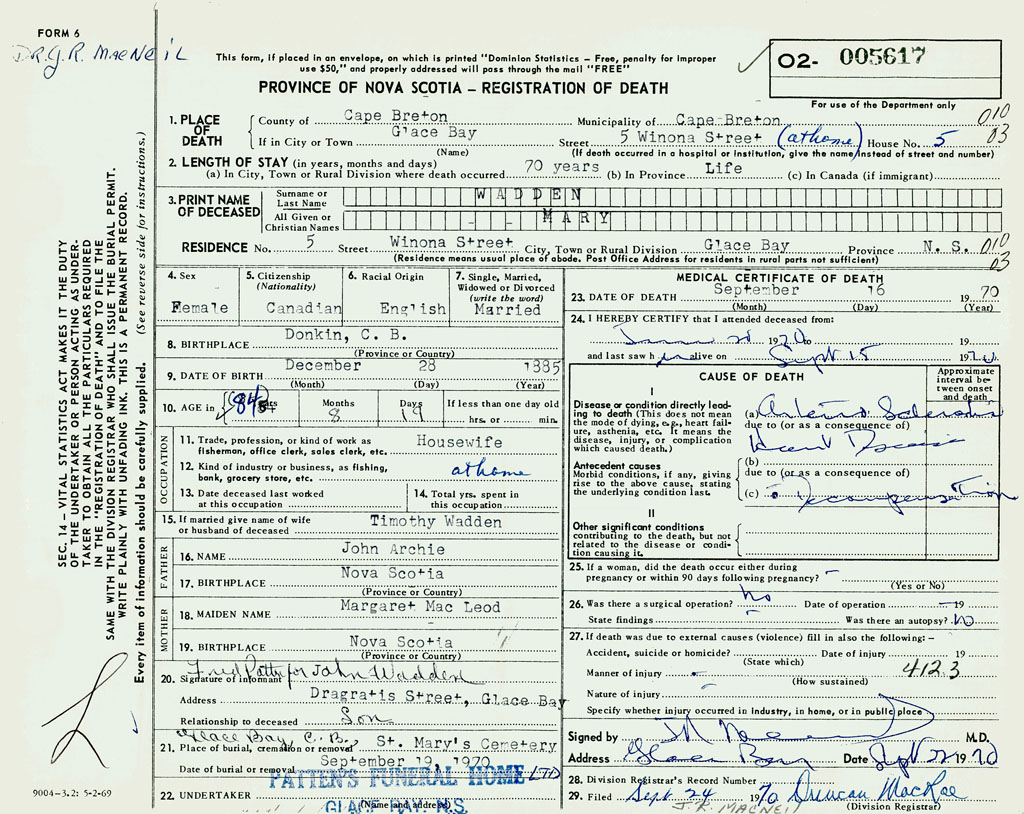 FORM 6
DR. G. R. MACNEIL
This form, if placed in an envelope, on which is printed "Dominion Statistics – Free, penalty for improper
use $50," and properly addressed will pass through the mail "FREE"
PROVINCE OF NOVA SCOTIA – REGISTRATION OF DEATH
O2- 005617
For use of the Department only
1. PLACE OF DEATH County of Cape Breton Municipality of Cape Breton 010
If in City or Town Glace Bay Street 5 Winona Street (at home) House No. 5 03
(Name) (If death occurred in a hospital or institution, give the name instead of street and number)
2. LENGTH OF STAY (in years, months and days)
(a) In City, Town or Rural Division where death occurred 70 years (b) In Province Life (c) In Canada (if immigrant)
3. PRINT NAME OF DECEASED Surname or Last Name WADDEN
All Given or Christian Names MARY
RESIDENCE No. 5 Street Winona Street City, Town or Rural Division Glace Bay Province N. S. 010
(Residence means usual place of abode. Post Office Address for residents in rural parts not sufficient) 03
4. Sex Female
5. Citizenship (Nationality) Canadian
6. Racial Origin English
7. Single, Married, Widowed or Divorced (write the word) Married
8. BIRTHPLACE Donkin, C. B.
(Province or Country)
9. DATE OF BIRTH December 28 1885
(Month) (Day) (Year)
10. AGE in 84 Months 8 Days 19 If less than one day old
hrs. or min.
OCCUPATION
11. Trade, profession, or kind of work as fisherman, office clerk, sales clerk, etc. Housewife
12. Kind of industry or business, as fishing, bank, grocery store, etc. at home
13. Date deceased last worked at this occupation
14. Total yrs. spent in this occupation
15. If married give name of wife or husband of deceased Timothy Wadden
FATHER
16. NAME John Archie
17. BIRTHPLACE Nova Scotia
(Province or Country)
MOTHER
18. MAIDEN NAME Margaret Mac Leod
19. BIRTHPLACE Nova Scotia
(Province or Country)
20. Signature of informant Fred Patten for John Wadden
Address Dragratis Street, Glace Bay
Relationship to deceased Son
Glace Bay, C. B.,
21. Place of burial, cremation or removal St. Mary's Cemetery
Date of burial or removal September 19, 1970
22. UNDERTAKER PATTEN'S FUNERAL HOME LTD
GLACE BAY, N.S.
(Name and address)
MEDICAL CERTIFICATE OF DEATH
23. DATE OF DEATH September 16 1970
(Month) (Day) (Year)
24. I HEREBY CERTIFY that I attended deceased from:
1970 to 19
and last saw h alive on Sept 15 1970
CAUSE OF DEATH
Approximate interval between onset and death
I
Disease or condition directly leading to death (This does not mean the mode of dying, e.g., heart failure, asthenia, etc. It means the disease, injury, or complication which caused death.)
(a) Arterio Sclerotic
due to (or as a consequence of)
Heart Disease
Antecedent causes
Morbid conditions, if any, giving rise to the above cause, stating the underlying condition last.
(b)
due to (or as a consequence of)
(c) Decompensation
II
Other significant conditions
contributing to the death, but not related to the disease or condition causing it.
25. If a woman, did the death occur either during pregnancy or within 90 days following pregnancy?
(Yes or No)
26. Was there a surgical operation? No Date of operation 19
State findings Was there an autopsy? No
27. If death was due to external causes (violence) fill in also the following: –
Accident, suicide or homicide? Date of injury 19
(State which)
Manner of injury 412.3
(How sustained)
Nature of injury
Specify whether injury occurred in industry, in home, or in public place
Signed by M.D.
Address Glace Bay Date Sept 22 1970
28. Division Registrar's Record Number
29. Filed Sept 24 1970 Duncan MacRae
J.R. MACNEIL (Division Registrar)
SEC. 14 – VITAL STATISTICS ACT MAKES IT THE DUTY
OF THE UNDERTAKER OR PERSON ACTING AS UNDER-
TAKER TO OBTAIN ALL THE PARTICULARS REQUIRED
IN THE "REGISTRATION OF DEATH" AND TO FILE THE
SAME WITH THE DIVISION REGISTRAR WHO SHALL ISSUE THE BURIAL PERMIT.
WRITE PLAINLY WITH UNFADING INK. THIS IS A PERMANENT RECORD.
Every item of information should be carefully supplied. (See reverse side for instructions.)
9004-3.2: 5-2-69